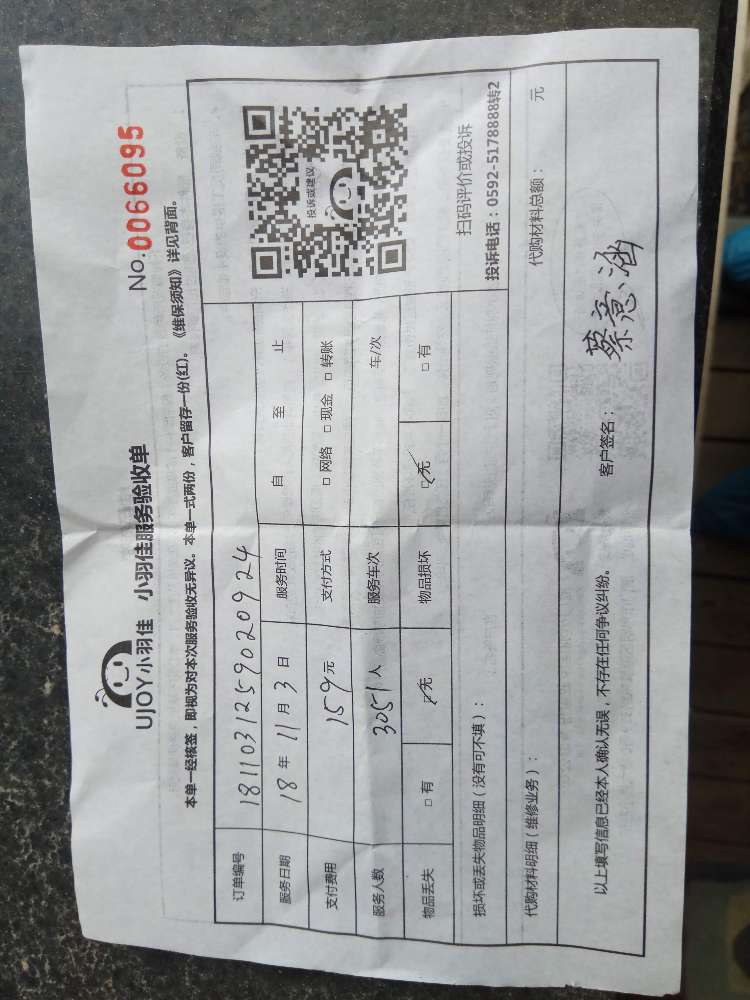 No.0066095
UJOY小羽佳 小羽佳服务验收单
本单一经核签，即视为对本次服务验收无异议。本单一式两份，客户留存一份(红)。《维保须知》详见背面。
订单编号 181103125902092４
服务日期 18年11月3日 服务时间 自 至 止
支付费用 159元 支付方式 □ 网络 □ 现金 □ 转账
服务人数 3051人 服务车次 车/次
物品丢失 □ 有 ☑无 物品损坏 ☑无 □ 有
投诉或建议
扫码评价或投诉
投诉电话：0592-5178888转2
损坏或丢失物品明细（没有可不填）：
代购材料明细（维修业务）： 代购材料总额： 元
以上填写信息已经本人确认无误，不存在任何争议纠纷。 客户签名： 蔡意涵